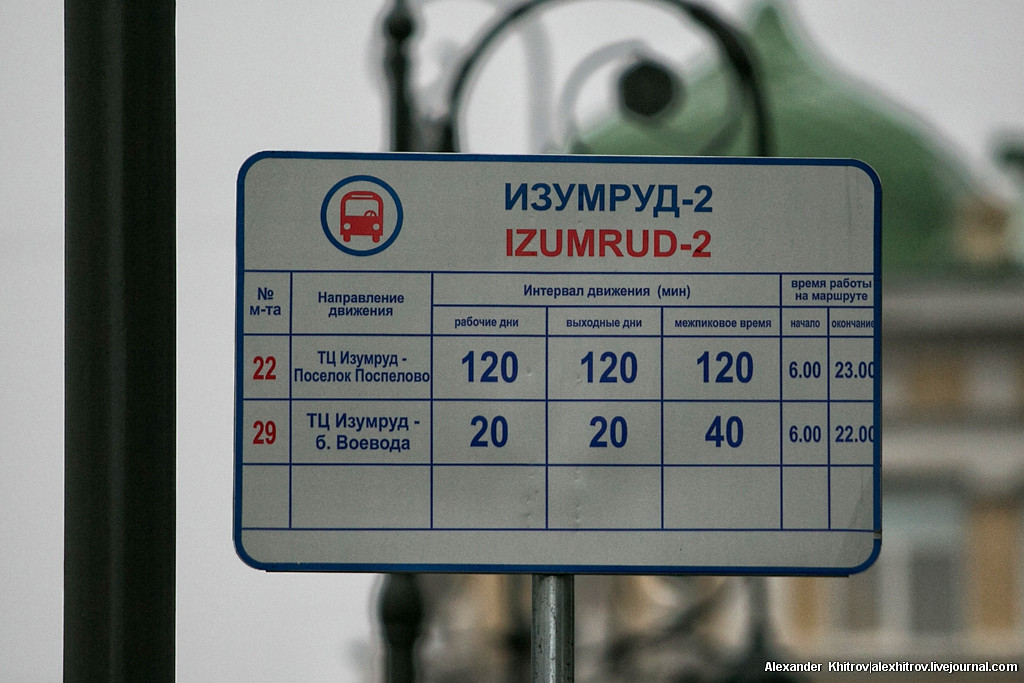 ИЗУМРУД-2
IZUMRUD-2
№ м-та
Направление движения
Интервал движения (мин)
время работы на маршруте
рабочие дни
выходные дни
межпиковое время
начало
окончание
22
ТЦ Изумруд -
Поселок Поспелово
120
120
120
6.00
23.00
29
ТЦ Изумруд -
б. Воевода
20
20
40
6.00
22.00
Alexander Khitrov|alexhitrov.livejournal.com